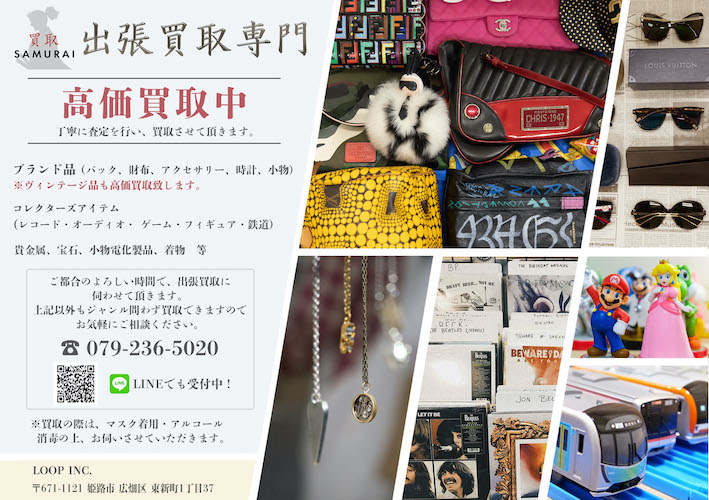 買取
SAMURAI
出張買取専門
高価買取中
丁寧に査定を行い、買取させて頂きます。
ブランド品（バック、財布、アクセサリー、時計、小物）
※ヴィンテージ品も高価買取致します。
コレクターズアイテム
（レコード・オーディオ・ ゲーム・フィギュア・鉄道）
貴金属、宝石、小物電化製品、着物　等
ご都合のよろしい時間で、出張買取に
伺わせて頂きます。
上記以外もジャンル問わず買取できますので
お気軽にご相談ください。
☎ 079-236-5020
LINE
LINEでも受付中！
※買取の際は、マスク着用・アルコール
消毒の上、お伺いさせていただきます。
LOOP INC.
〒671-1121 姫路市 広畑区 東新町1丁目37
CHRIS·1947
LOUIS VUITTON
B.P.
THE BIRTHDAY MASSACRE
BEWARE
JON BEL
LET IT BE
BEATLES